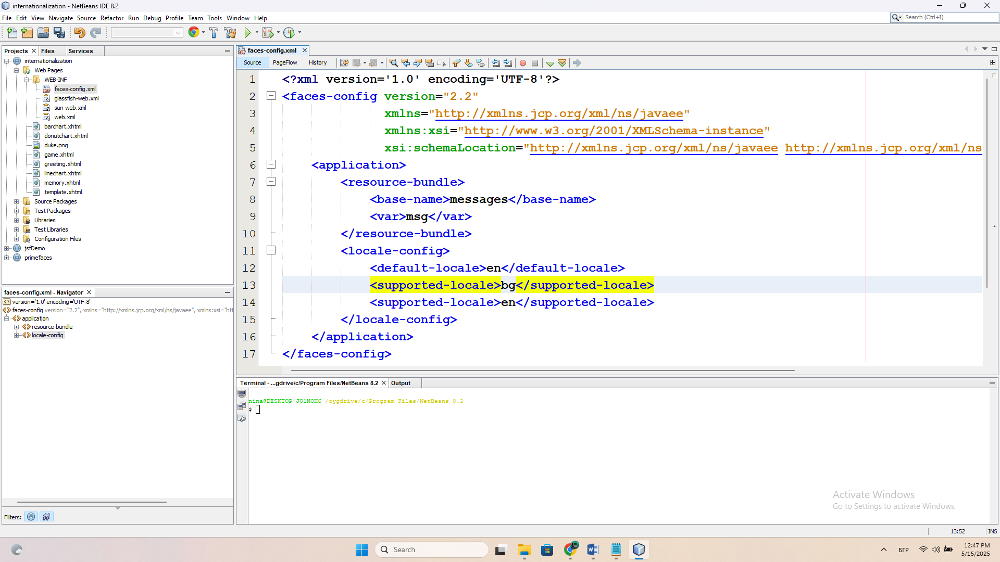 internationalization - NetBeans IDE 8.2
File Edit View Navigate Source Refactor Run Debug Profile Team Tools Window Help
Search (Ctrl+I)
Projects Files Services
internationalization
Web Pages
WEB-INF
faces-config.xml
glassfish-web.xml
sun-web.xml
web.xml
barchart.xhtml
donutchart.xhtml
duke.png
game.xhtml
greeting.xhtml
linechart.xhtml
memory.xhtml
template.xhtml
Source Packages
Test Packages
Libraries
Test Libraries
Configuration Files
jsfDemo
primefaces
faces-config.xml - Navigator
version='1.0' encoding='UTF-8'
faces-config version="2.2", xmlns="http://xmlns.jcp.org/xml/ns/javaee", xmlns:xsi="htt
application
resource-bundle
locale-config
Filters:
faces-config.xml
Source PageFlow History
1 <?xml version='1.0' encoding='UTF-8'?>
2 <faces-config version="2.2"
3 xmlns="http://xmlns.jcp.org/xml/ns/javaee"
4 xmlns:xsi="http://www.w3.org/2001/XMLSchema-instance"
5 xsi:schemaLocation="http://xmlns.jcp.org/xml/ns/javaee http://xmlns.jcp.org/xml/ns
6 <application>
7 <resource-bundle>
8 <base-name>messages</base-name>
9 <var>msg</var>
10 </resource-bundle>
11 <locale-config>
12 <default-locale>en</default-locale>
13 <supported-locale>bg</supported-locale>
14 <supported-locale>en</supported-locale>
15 </locale-config>
16 </application>
17 </faces-config>
Terminal - ...gdrive/c/Program Files/NetBeans 8.2 Output
nina@DESKTOP-JO1NQH6 /cygdrive/c/Program Files/NetBeans 8.2
$
Activate Windows
Go to Settings to activate Windows.
13:52 INS
Search
БГР
12:47 PM
5/15/2025